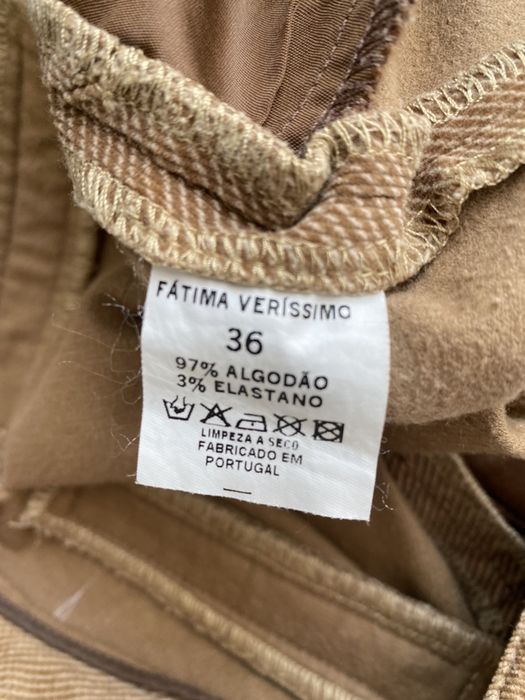 FÁTIMA VERÍSSIMO
36
97% ALGODÃO
3% ELASTANO
LIMPEZA A SECO
FABRICADO EM
PORTUGAL